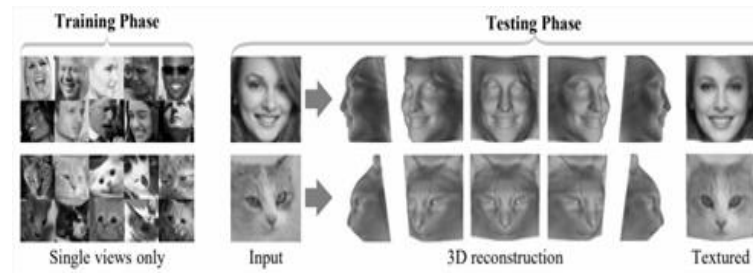 Training Phase
Testing Phase
Single views only
Input
3D reconstruction
Textured